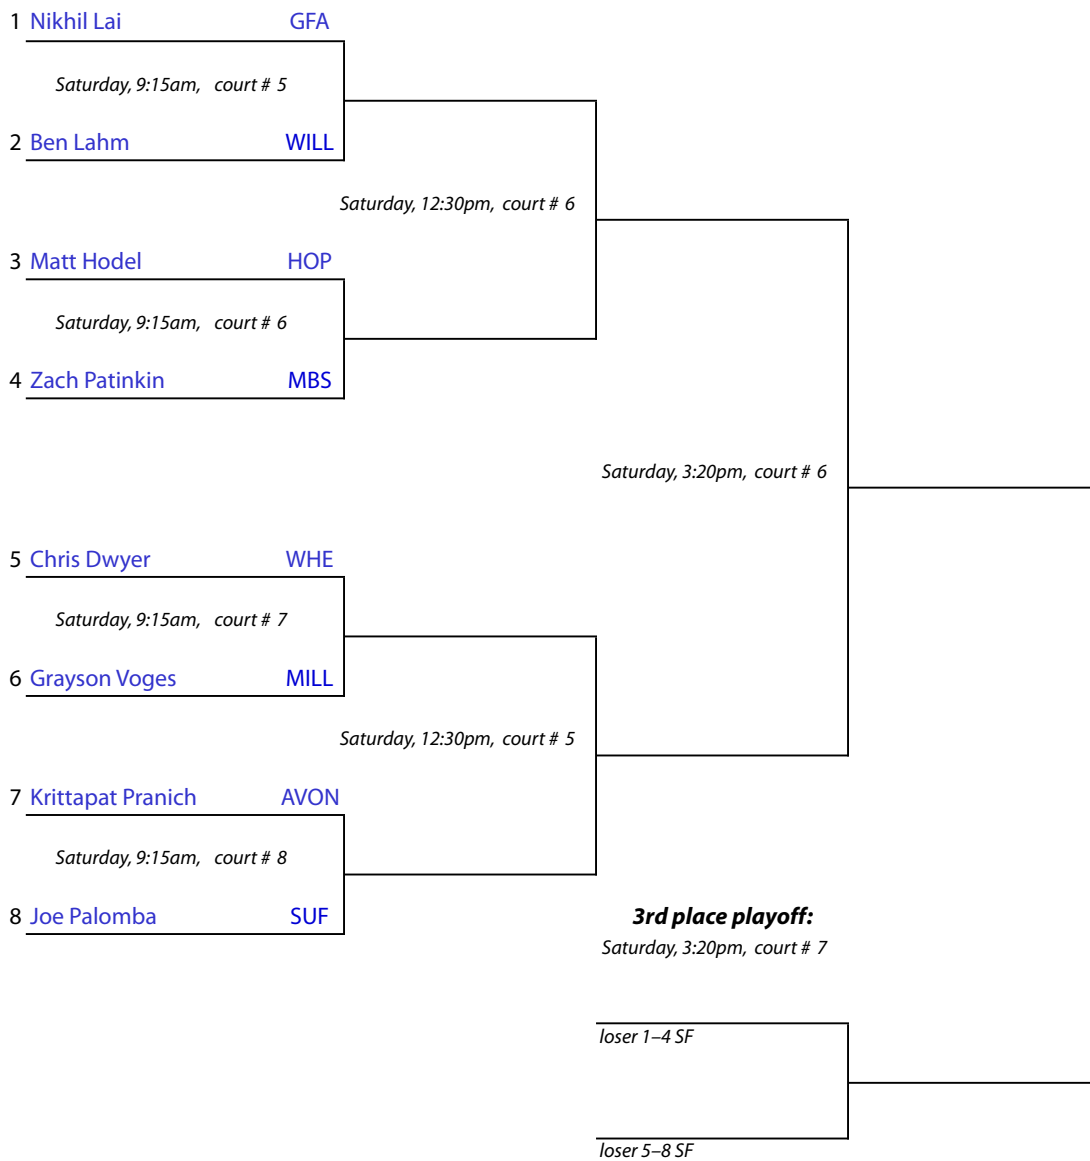 1 Nikhil Lai GFA
Saturday, 9:15am, court # 5
2 Ben Lahm WILL
Saturday, 12:30pm, court # 6
3 Matt Hodel HOP
Saturday, 9:15am, court # 6
4 Zach Patinkin MBS
Saturday, 3:20pm, court # 6
5 Chris Dwyer WHE
Saturday, 9:15am, court # 7
6 Grayson Voges MILL
Saturday, 12:30pm, court # 5
7 Krittapat Pranich AVON
Saturday, 9:15am, court # 8
8 Joe Palomba SUF
3rd place playoff:
Saturday, 3:20pm, court # 7
loser 1–4 SF
loser 5–8 SF